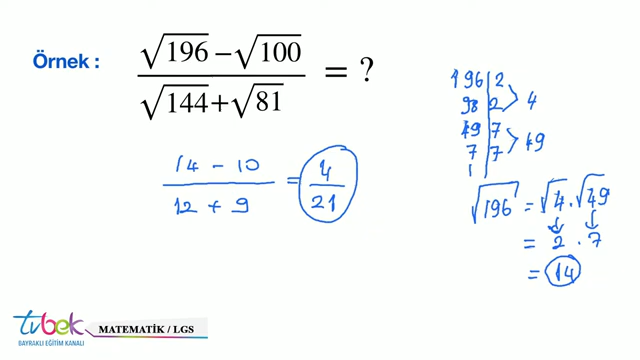 Örnek :
√196 − √100
√144 + √81
= ?
14 − 10
12 + 9
= 4
21
196 | 2
98 | 2 > 4
49 | 7
7 | 7 > 49
1
√196 = √4 . √49
= 2 . 7
= 14
tvbek
BAYRAKLI EĞİTİM KANALI
MATEMATİK / LGS